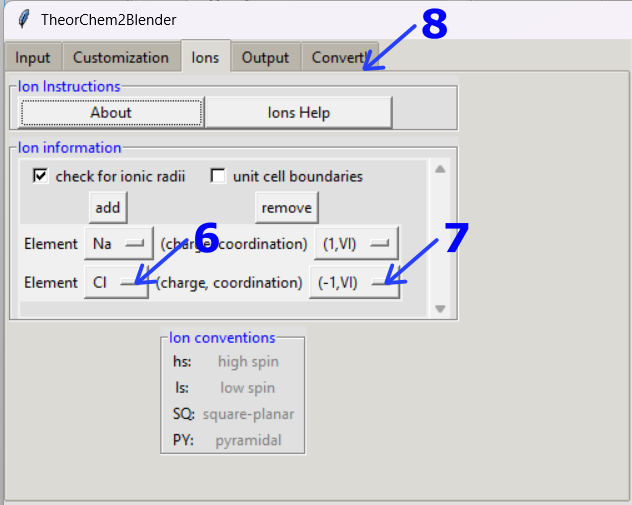 TheorChem2Blender
8
Input Customization Ions Output Convert!
Ion Instructions
About Ions Help
Ion information
check for ionic radii unit cell boundaries
add remove
Element Na (charge, coordination) (1,VI)
6 7
Element Cl (charge, coordination) (-1,VI)
Ion conventions
hs: high spin
ls: low spin
SQ: square-planar
PY: pyramidal